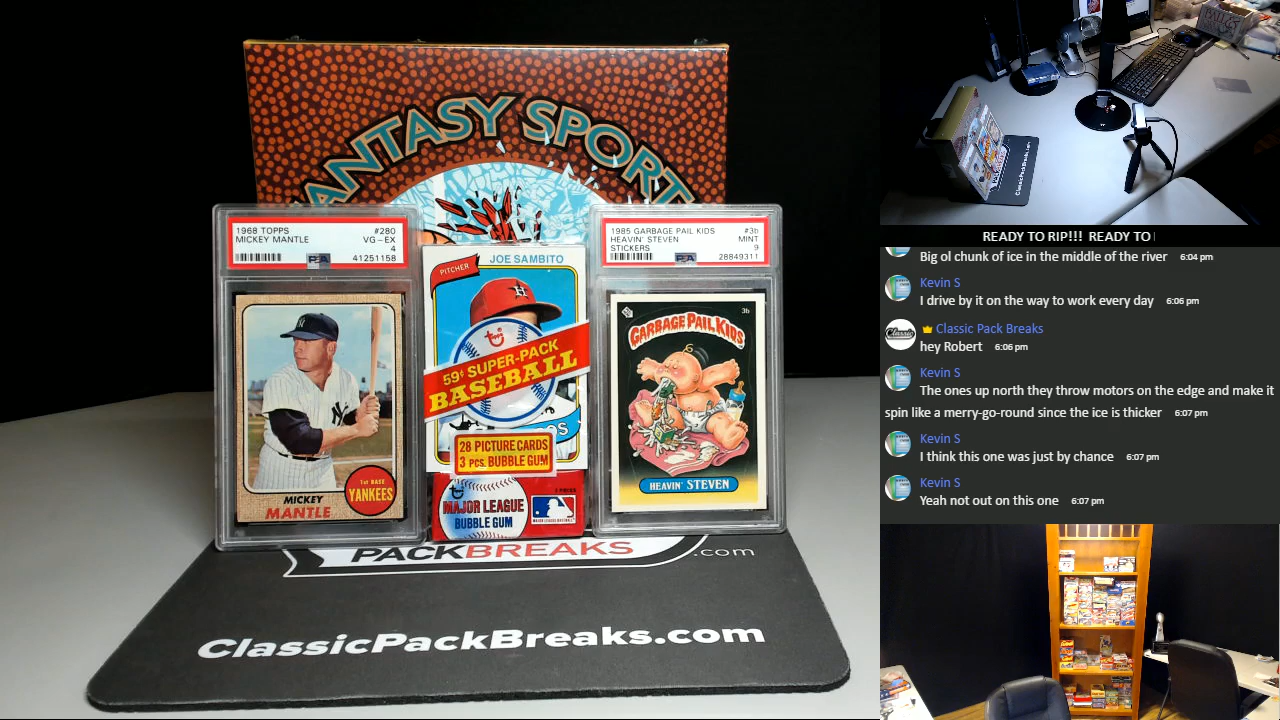 FANTASY SPORT
1968 TOPPS #280
MICKEY MANTLE VG-EX
4
PSA 41251158
1985 GARBAGE PAIL KIDS #3b
HEAVIN' STEVEN MINT
STICKERS 9
PSA 28849311
JOE SAMBITO
PITCHER
H
topps
59¢ SUPER-PACK
BASEBALL
OS
28 PICTURE CARDS
3 PCS. BUBBLE GUM
MAJOR LEAGUE
BUBBLE GUM
NY
1st BASE
YANKEES
MICKEY
MANTLE
3b
GARBAGE PAIL KIDS
HEAVIN' STEVEN
PACKBREAKS.com
ClassicPackBreaks.com
ClassicPackBreaks.com
READY TO RIP!!! READY TO
Big ol chunk of ice in the middle of the river 6:04 pm
Kevin S
I drive by it on the way to work every day 6:06 pm
Classic Pack Breaks
hey Robert 6:06 pm
Kevin S
The ones up north they throw motors on the edge and make it
spin like a merry-go-round since the ice is thicker 6:07 pm
Kevin S
I think this one was just by chance 6:07 pm
Kevin S
Yeah not out on this one 6:07 pm